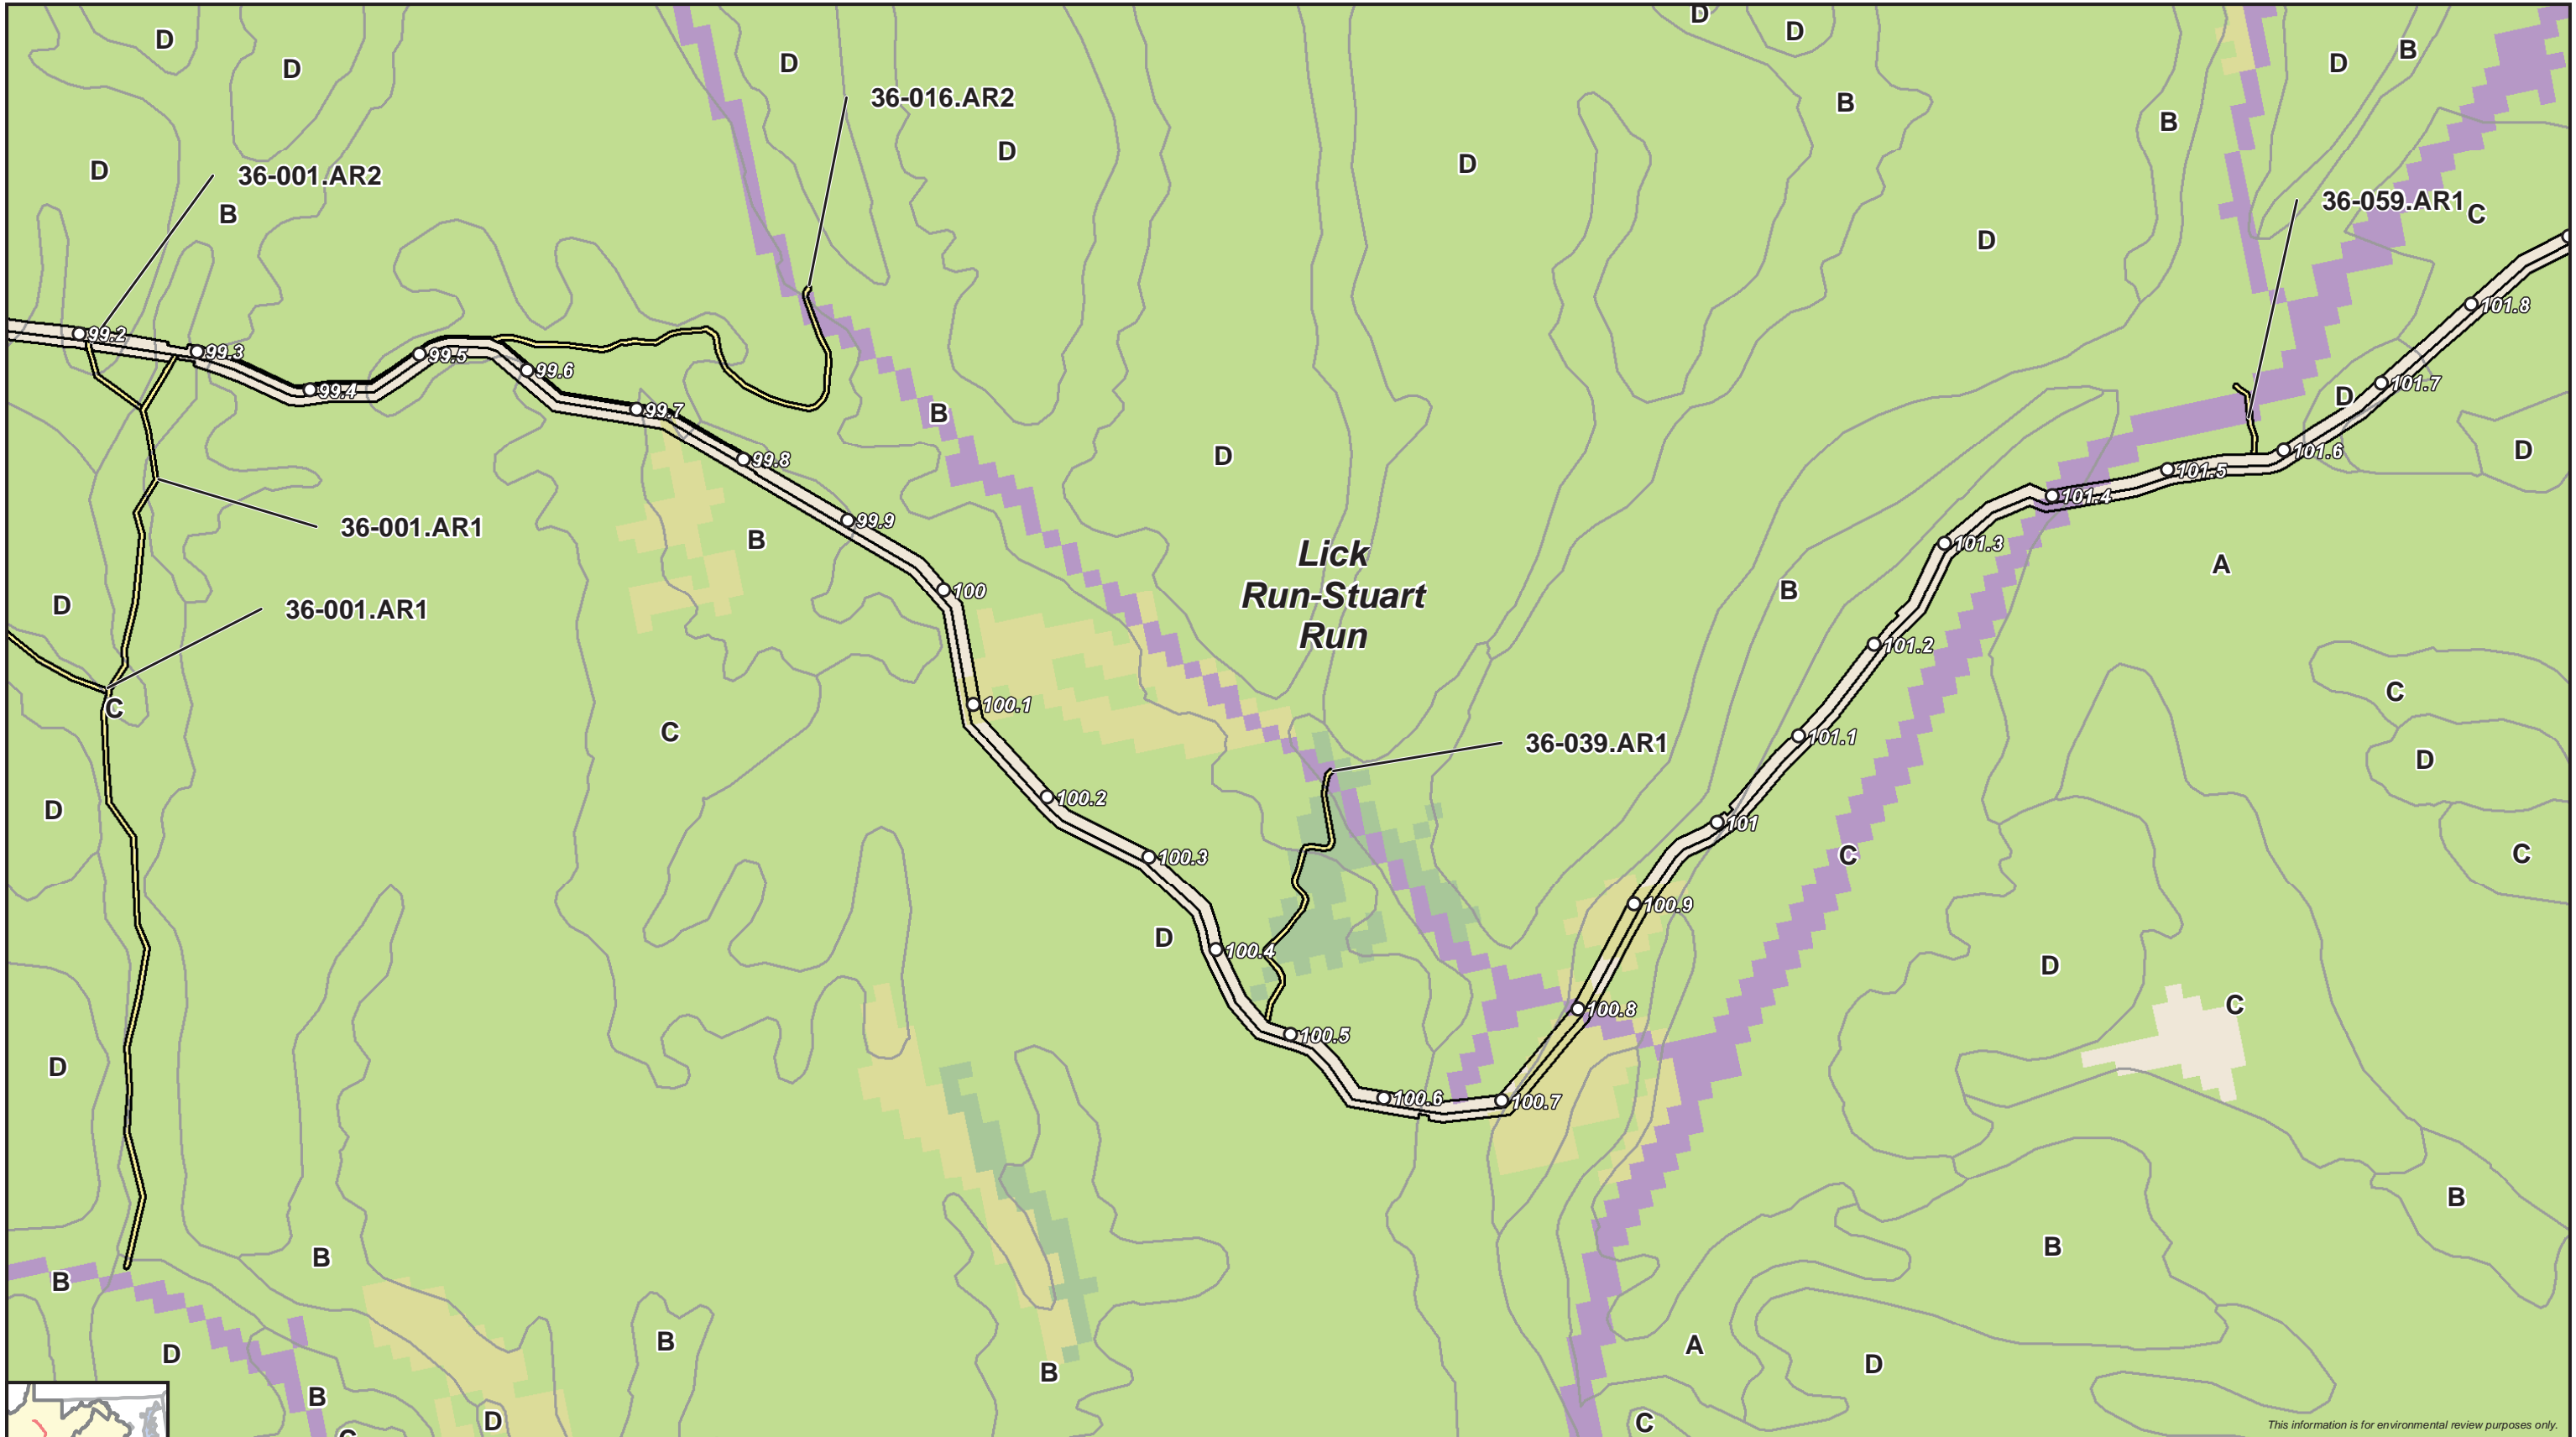 D
D
D
D
D
B
D
36-016.AR2
B
B
D
D
D
36-001.AR2
36-059.AR1
C
B
D
101.8
99.2
99.3
99.5
99.6
99.4
101.7
D
99.7
B
D
D
99.8
101.6
101.5
101.4
99.9
36-001.AR1
B
101.3
Lick
Run-Stuart
Run
A
100
B
D
36-001.AR1
101.2
C
C
100.1
C
101.1
36-039.AR1
D
100.2
D
101
100.3
C
C
100.9
D
100.4
D
C
100.8
100.5
D
100.6
100.7
B
B
B
B
D
B
A
D
B
B
D
C
C
This information is for environmental review purposes only.